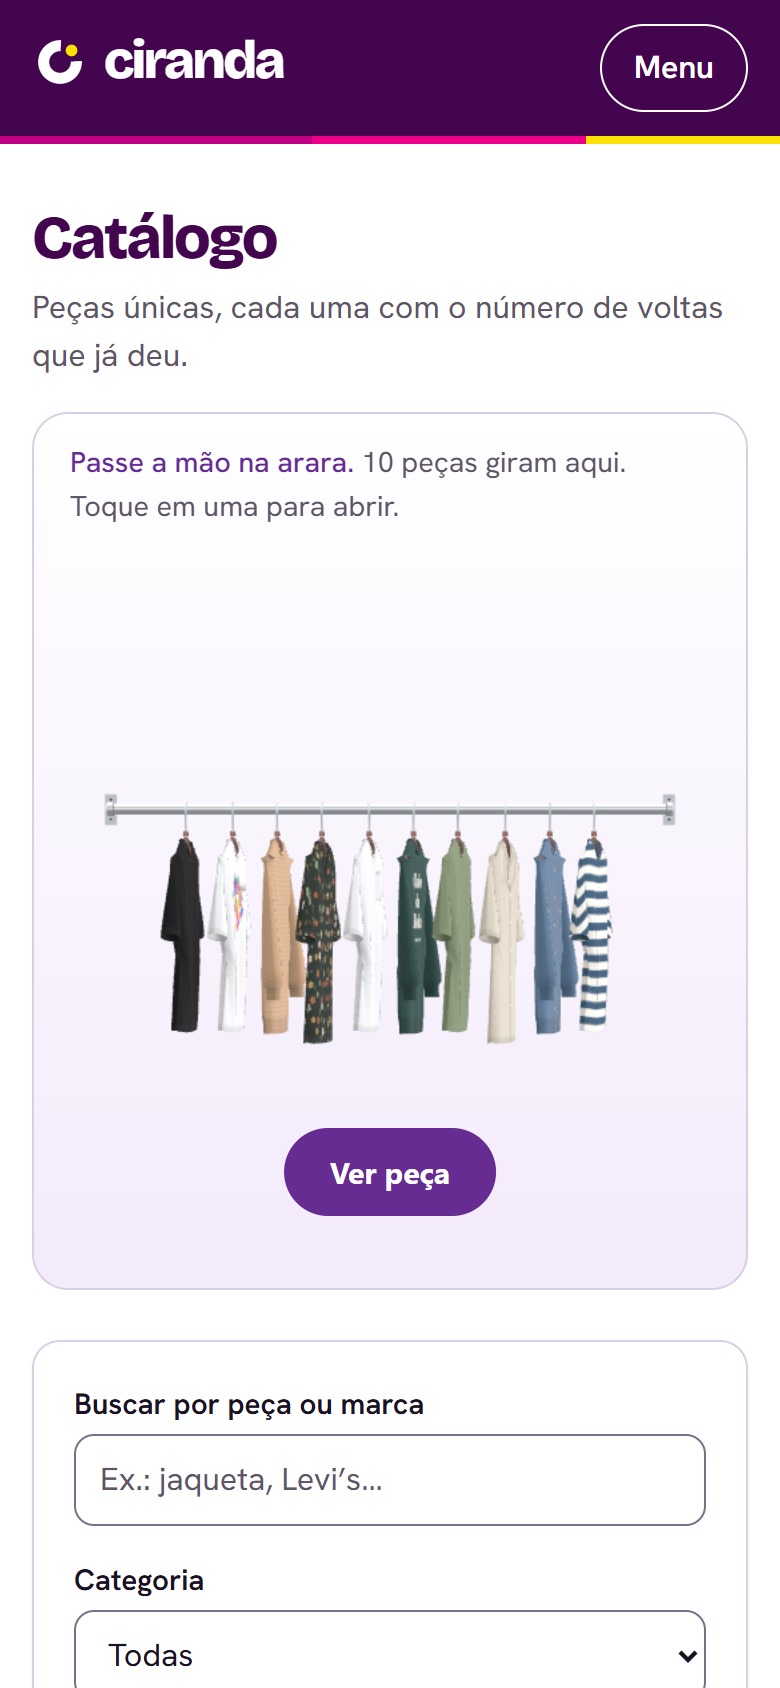 ciranda
Menu
Catálogo
Peças únicas, cada uma com o número de voltas
que já deu.
Passe a mão na arara. 10 peças giram aqui.
Toque em uma para abrir.
Ver peça
Buscar por peça ou marca
Ex.: jaqueta, Levi’s...
Categoria
Todas